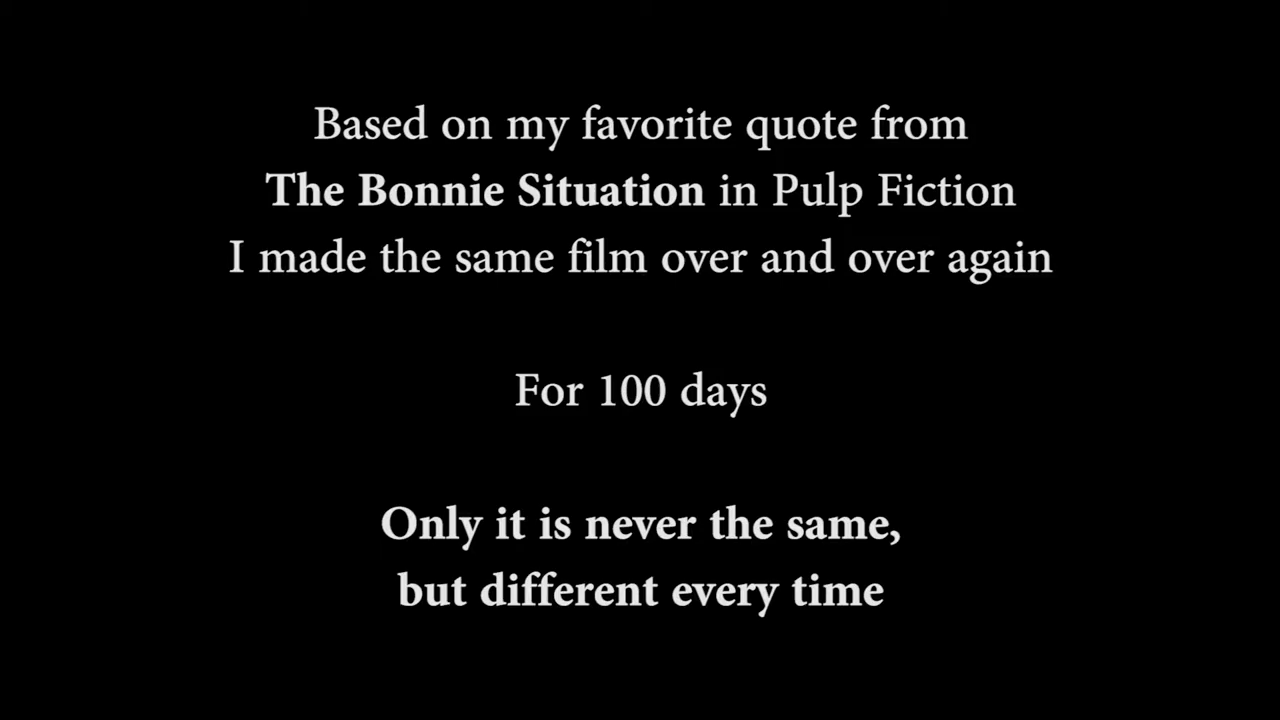 Based on my favorite quote from
The Bonnie Situation in Pulp Fiction
I made the same film over and over again
For 100 days
Only it is never the same,
but different every time